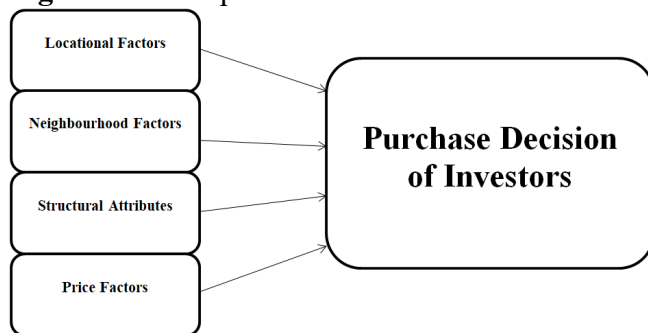 Locational Factors
Neighbourhood Factors
Structural Attributes
Price Factors
Purchase Decision
of Investors